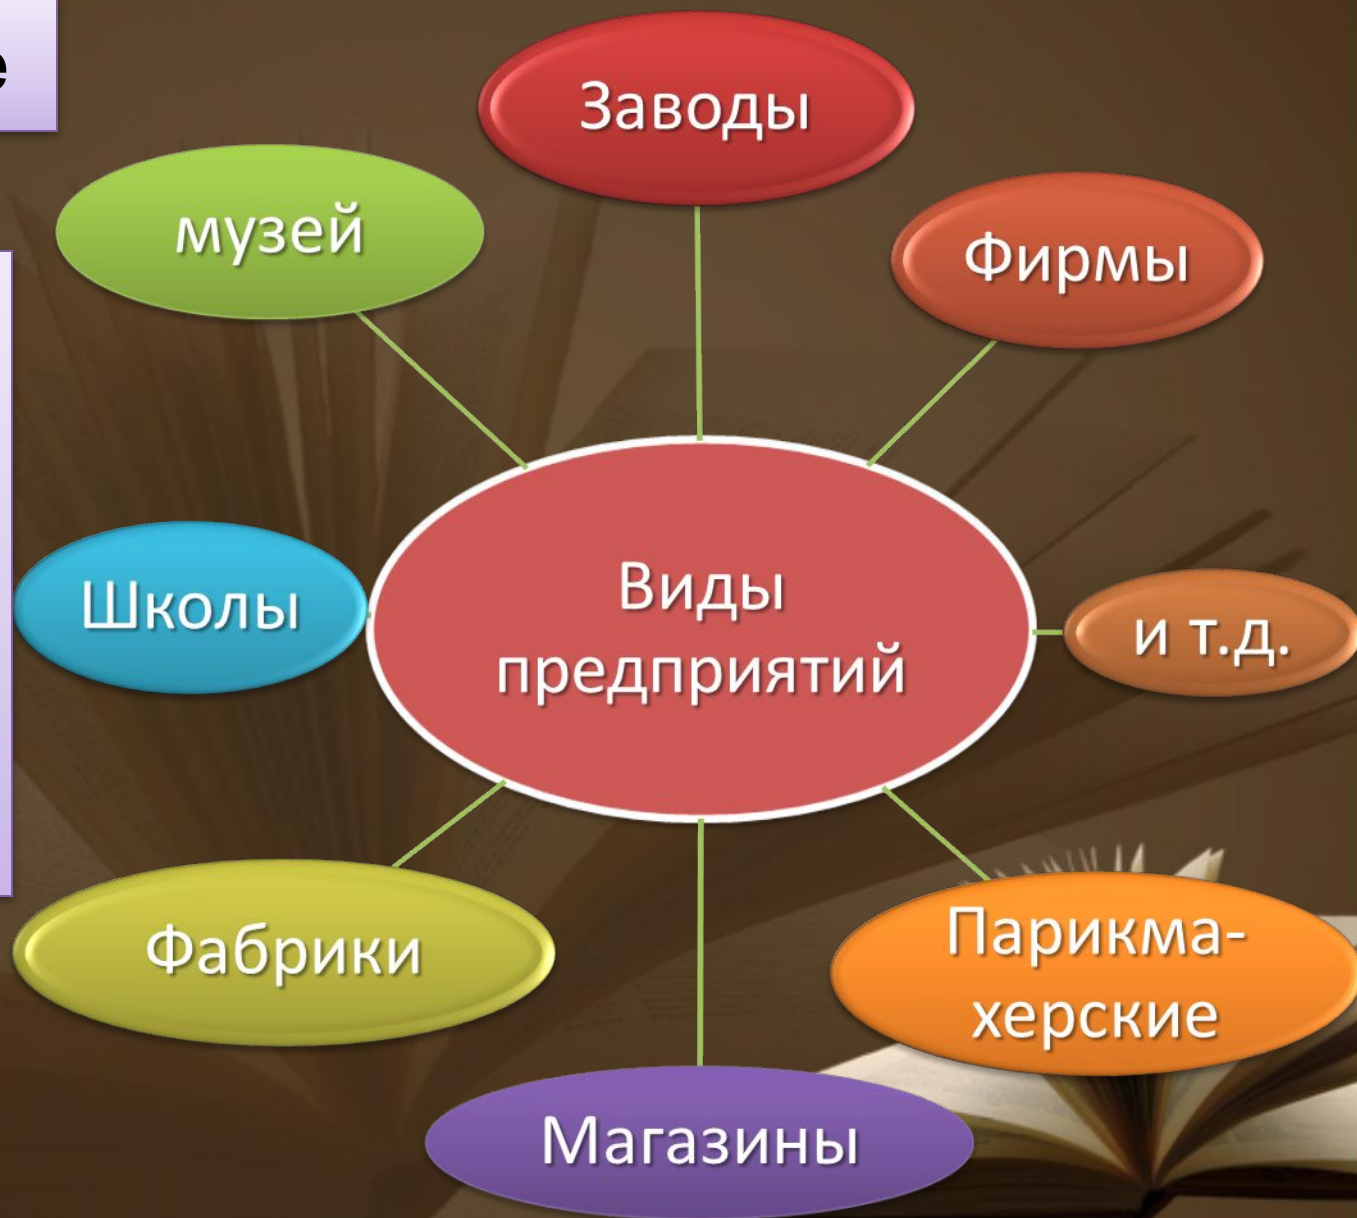 Заводы
музей
Фирмы
Виды
предприятий
Школы
и т.д.
Фабрики
Парикма-
херские
Магазины